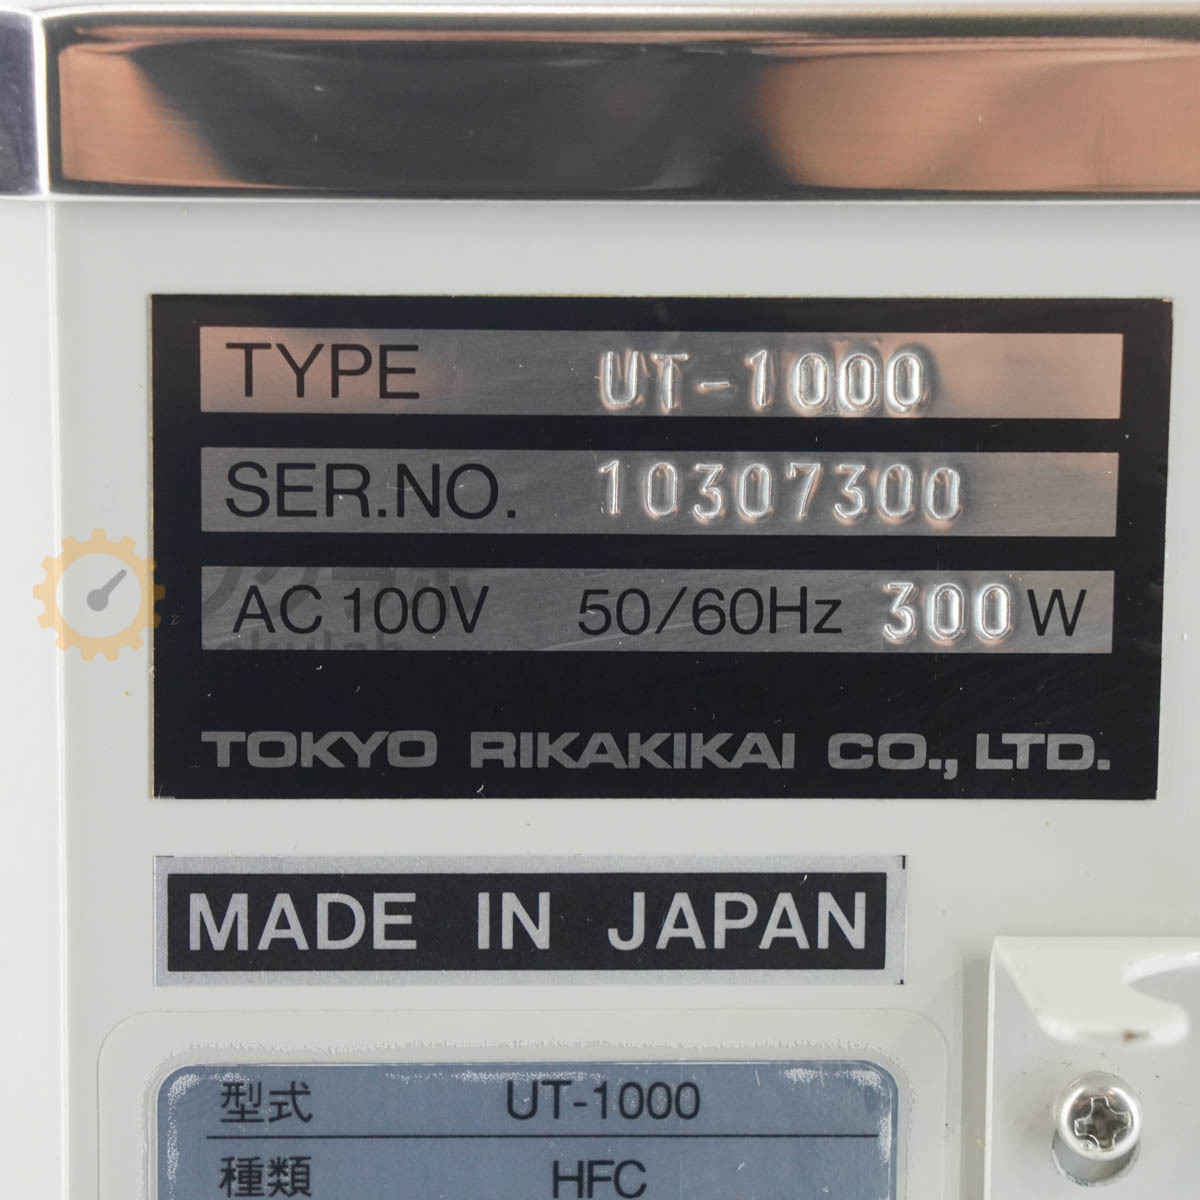 TYPE UT-1000
SER.NO. 10307300
AC 100V 50/60Hz 300 W
TOKYO RIKAKIKAI CO., LTD.
MADE IN JAPAN
型式 UT-1000
種類 HFC